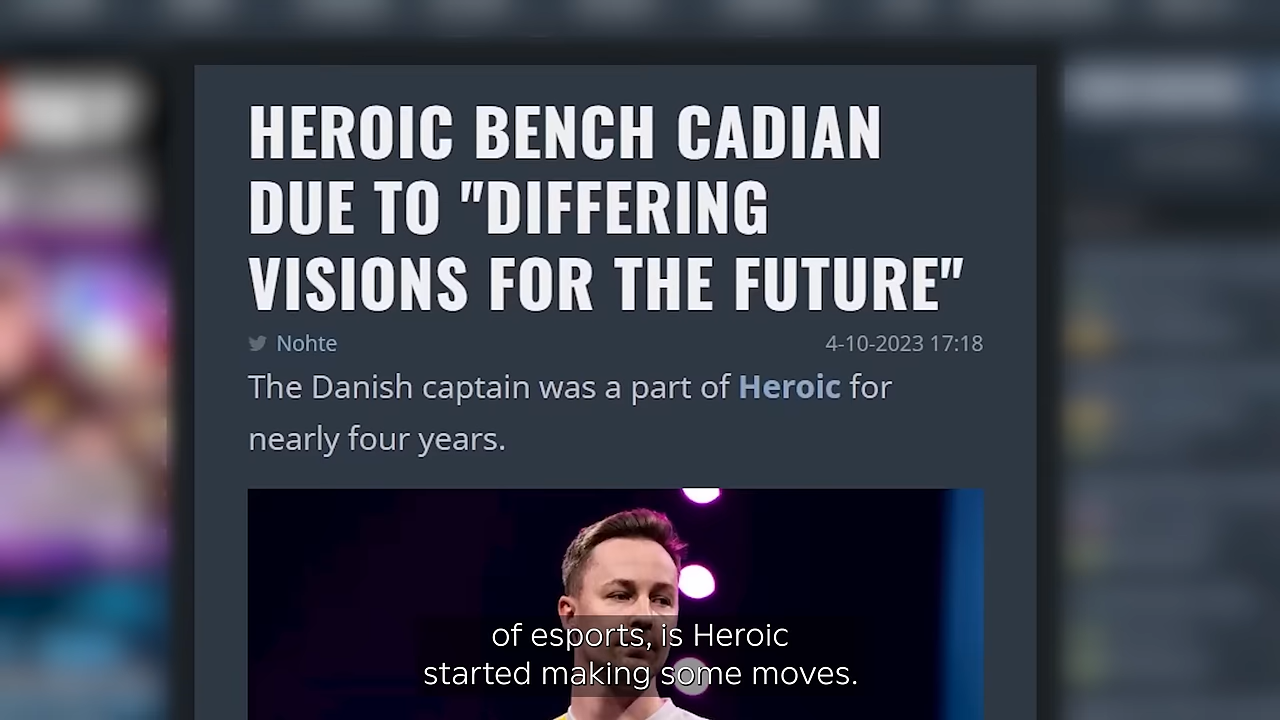 HEROIC BENCH CADIAN
DUE TO "DIFFERING
VISIONS FOR THE FUTURE"
Nohte 4-10-2023 17:18
The Danish captain was a part of Heroic for
nearly four years.
of esports, is Heroic
started making some moves.